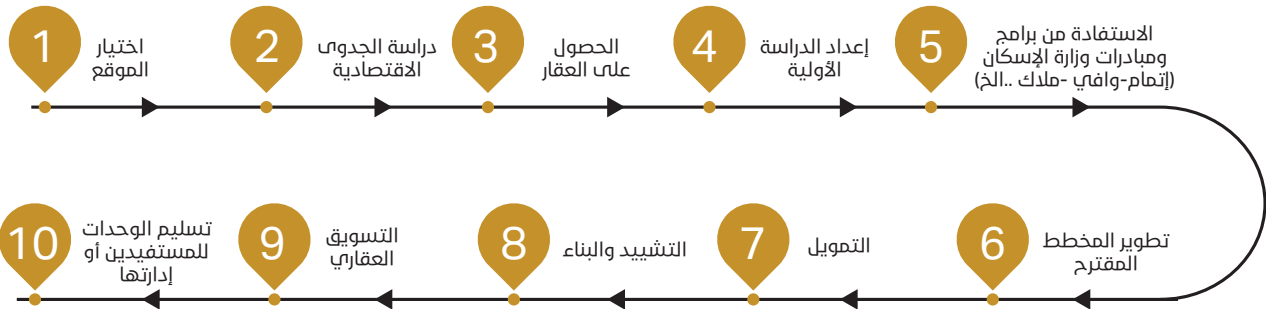 1
اختيار
الموقع
2
دراسة الجدوى
الاقتصادية
3
الحصول
على العقار
4
إعداد الدراسة
الأولية
5
الاستفادة من برامج
ومبادرات وزارة الإسكان
(إتمام-وافي -ملاك ..الخ)
6
تطوير المخطط
المقترح
7
التمويل
8
التشييد والبناء
9
التسويق
العقاري
10
تسليم الوحدات
للمستفيدين أو
إدارتها